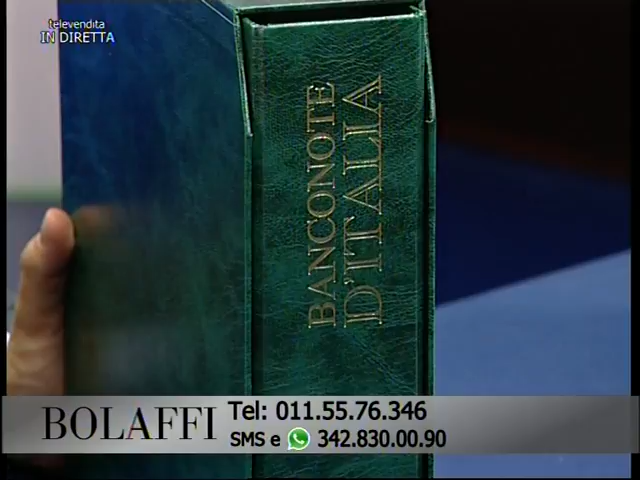 televendita
IN DIRETTA
BANCONOTE
D'ITALIA
BOLAFFI
Tel: 011.55.76.346
SMS e 342.830.00.90